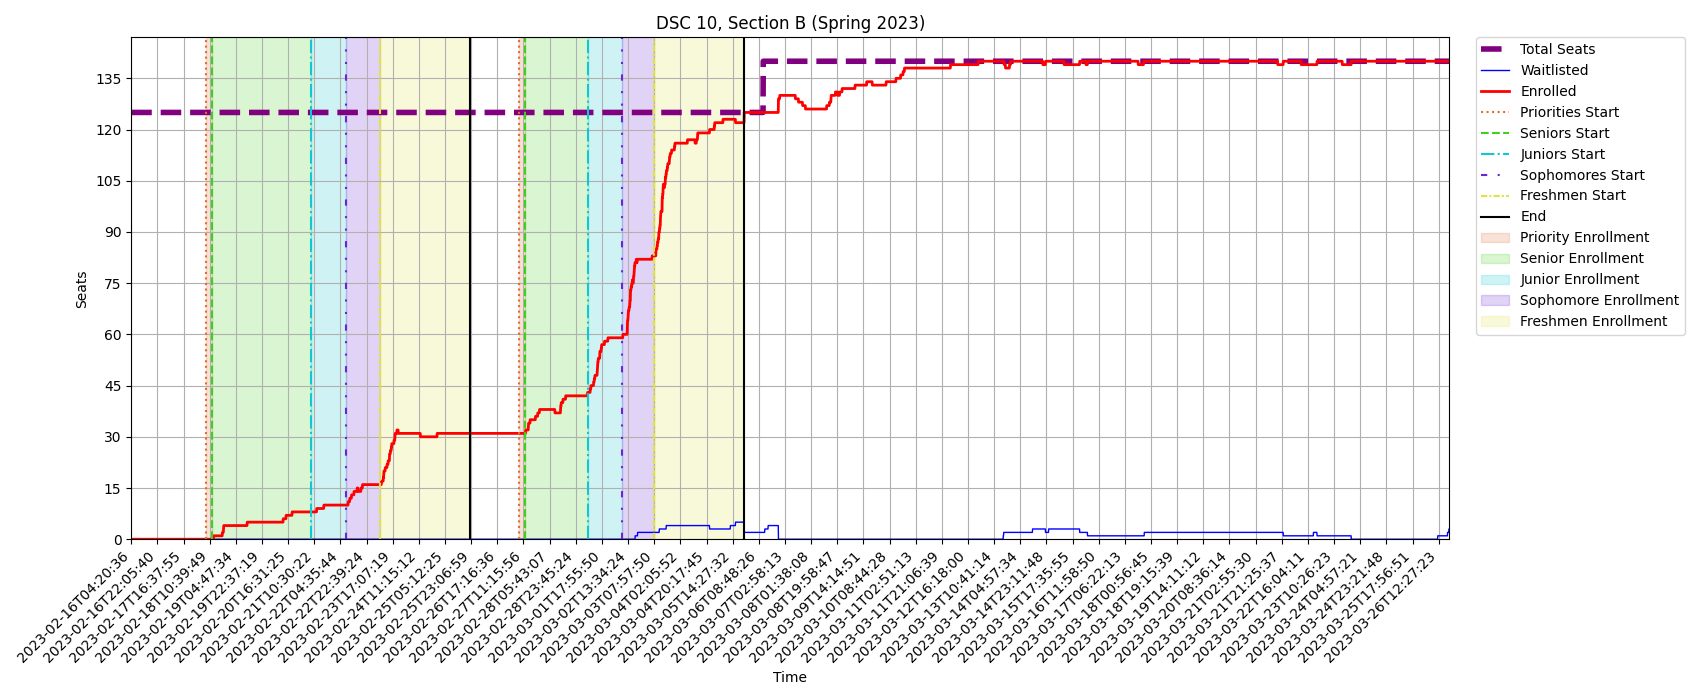 DSC 10, Section B (Spring 2023)
Seats
135
120
105
90
75
60
45
30
15
0
2023-02-16T04:20:36
2023-02-16T22:05:40
2023-02-17T16:37:55
2023-02-18T10:39:49
2023-02-19T04:47:34
2023-02-19T22:37:19
2023-02-20T16:31:25
2023-02-21T10:30:22
2023-02-22T04:35:44
2023-02-22T22:39:24
2023-02-23T17:07:19
2023-02-24T11:15:12
2023-02-25T05:12:25
2023-02-25T23:06:59
2023-02-26T17:16:36
2023-02-27T11:15:56
2023-02-28T05:43:07
2023-02-28T23:45:24
2023-03-01T17:55:50
2023-03-02T13:34:24
2023-03-03T07:57:50
2023-03-04T02:05:52
2023-03-04T20:17:45
2023-03-05T14:27:32
2023-03-06T08:48:26
2023-03-07T02:58:13
2023-03-08T01:38:08
2023-03-08T19:58:47
2023-03-09T14:14:51
2023-03-10T08:44:28
2023-03-11T02:51:13
2023-03-11T21:06:39
2023-03-12T16:18:00
2023-03-13T10:41:14
2023-03-14T04:57:34
2023-03-14T23:11:48
2023-03-15T17:35:55
2023-03-16T11:58:50
2023-03-17T06:22:13
2023-03-18T00:56:45
2023-03-18T19:15:39
2023-03-19T14:11:12
2023-03-20T08:36:14
2023-03-21T02:55:30
2023-03-21T21:25:37
2023-03-22T16:04:11
2023-03-23T10:26:23
2023-03-24T04:57:21
2023-03-24T23:21:48
2023-03-25T17:56:51
2023-03-26T12:27:23
Time
Total Seats
Waitlisted
Enrolled
Priorities Start
Seniors Start
Juniors Start
Sophomores Start
Freshmen Start
End
Priority Enrollment
Senior Enrollment
Junior Enrollment
Sophomore Enrollment
Freshmen Enrollment